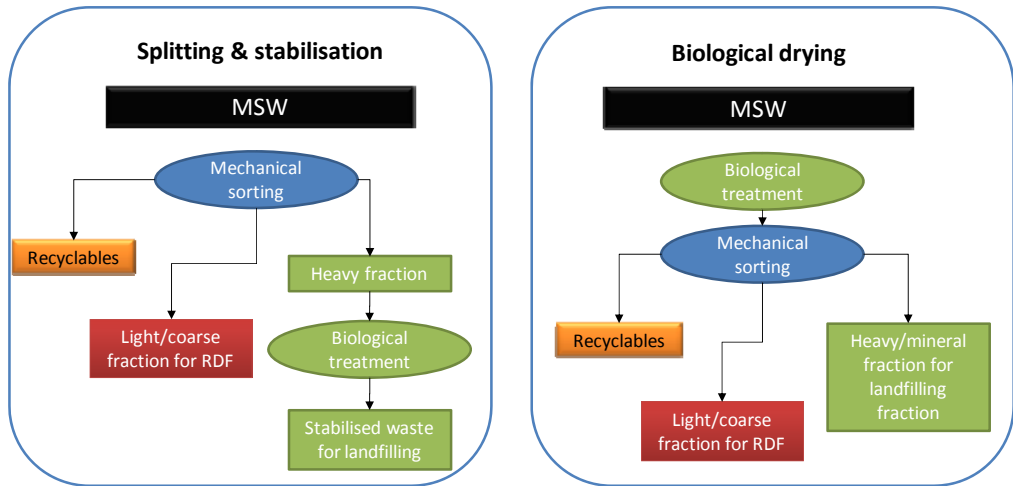 Splitting & stabilisation
MSW
Mechanical
sorting
Recyclables
Heavy fraction
Light/coarse
fraction for RDF
Biological
treatment
Stabilised waste
for landfilling
Biological drying
MSW
Biological
treatment
Mechanical
sorting
Recyclables
Heavy/mineral
fraction for
landfilling
fraction
Light/coarse
fraction for RDF